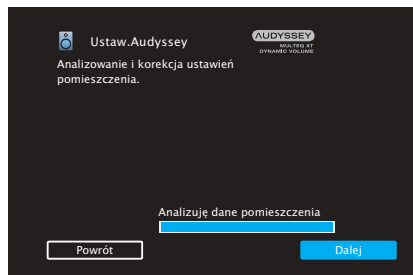 Ustaw.Audyssey
AUDYSSEY
MULTEQ XT
DYNAMIC VOLUME
Analizowanie i korekcja ustawień
pomieszczenia.
Analizuję dane pomieszczenia
Powrót
Dalej